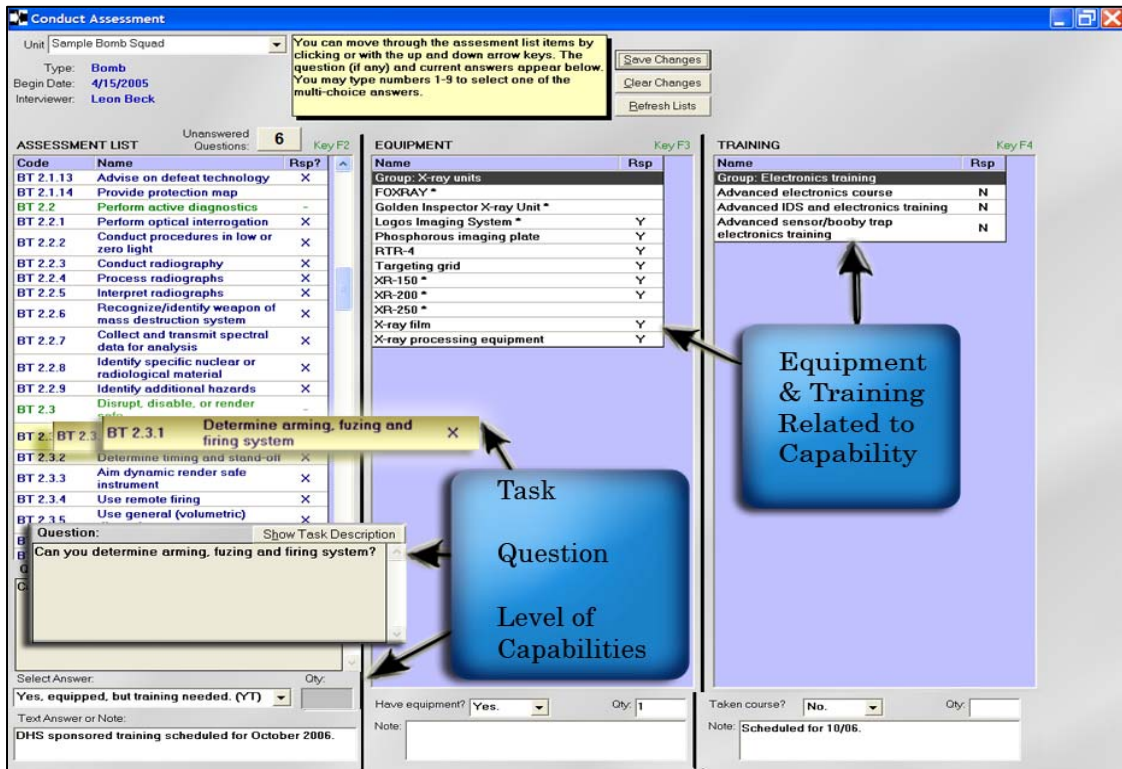 Conduct Assessment
Unit Sample Bomb Squad
Type: Bomb
Begin Date: 4/15/2005
Interviewer: Leon Beck
You can move through the assesment list items by
clicking or with the up and down arrow keys. The
question (if any) and current answers appear below.
You may type numbers 1-9 to select one of the
multi-choice answers.
Save Changes
Clear Changes
Refresh Lists
ASSESSMENT LIST
Unanswered
Questions: 6
Key F2
Code Name Rsp?
BT 2.1.13 Advise on defeat technology X
BT 2.1.14 Provide protection map X
BT 2.2 Perform active diagnostics -
BT 2.2.1 Perform optical interrogation X
BT 2.2.2 Conduct procedures in low or
zero light X
BT 2.2.3 Conduct radiography X
BT 2.2.4 Process radiographs X
BT 2.2.5 Interpret radiographs X
BT 2.2.6 Recognize/identify weapon of
mass destruction system X
BT 2.2.7 Collect and transmit spectral
data for analysis X
BT 2.2.8 Identify specific nuclear or
radiological material X
BT 2.2.9 Identify additional hazards X
BT 2.3 Disrupt, disable, or render
safe -
BT 2.3 BT 2.3. BT 2.3.1 Determine arming, fuzing and
firing system X
BT 2.3.2 Determine timing and stand-off X
BT 2.3.3 Aim dynamic render safe
instrument X
BT 2.3.4 Use remote firing X
BT 2.3.5 Use general (volumetric) X
Question: Show Task Description
Can you determine arming, fuzing and firing system?
Select Answer: Qty:
Yes, equipped, but training needed. (YT)
Text Answer or Note:
DHS sponsored training scheduled for October 2006.
EQUIPMENT Key F3
Name Rsp
Group: X-ray units
FOXRAY *
Golden Inspector X-ray Unit *
Logos Imaging System * Y
Phosphorous imaging plate Y
RTR-4 Y
Targeting grid Y
XR-150 * Y
XR-200 * Y
XR-250 *
X-ray film Y
X-ray processing equipment Y
Task
Question
Level of
Capabilities
Have equipment? Yes. Qty: 1
Note:
TRAINING Key F4
Name Rsp
Group: Electronics training
Advanced electronics course N
Advanced IDS and electronics training N
Advanced sensor/booby trap
electronics training N
Equipment
& Training
Related to
Capability
Taken course? No. Qty:
Note: Scheduled for 10/06.